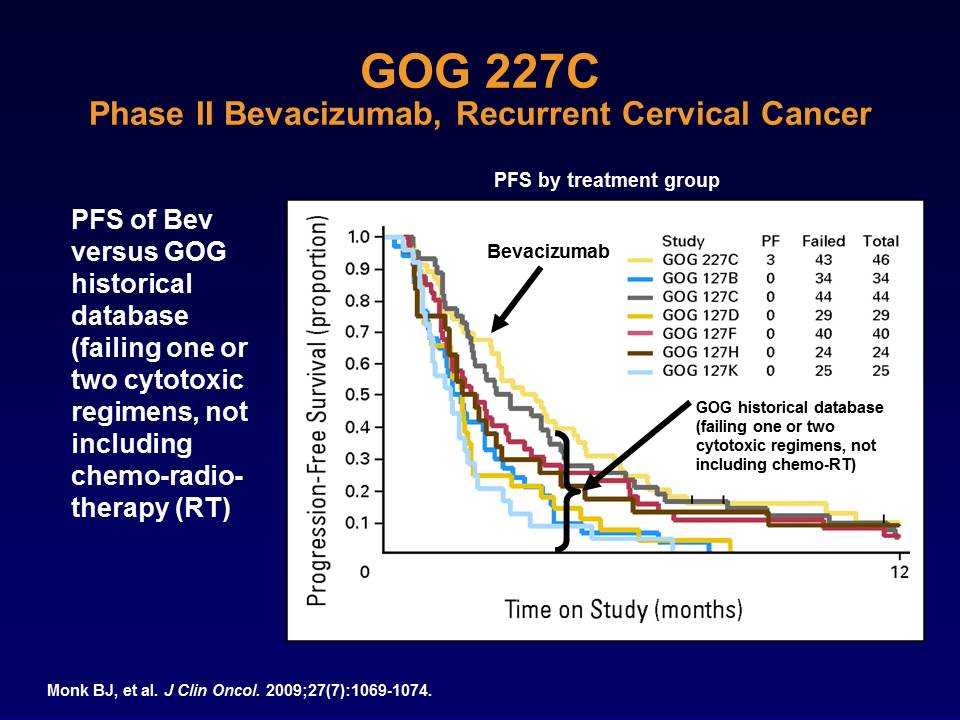 GOG 227C
Phase II Bevacizumab, Recurrent Cervical Cancer
PFS by treatment group
PFS of Bev
versus GOG
historical
database
(failing one or
two cytotoxic
regimens, not
including
chemo-radio-
therapy (RT)
Progression-Free Survival (proportion)
1.0
0.9
0.8
0.7
0.6
0.5
0.4
0.3
0.2
0.1
0
12
Time on Study (months)
Bevacizumab
Study PF Failed Total
GOG 227C 3 43 46
GOG 127B 0 34 34
GOG 127C 0 44 44
GOG 127D 0 29 29
GOG 127F 0 40 40
GOG 127H 0 24 24
GOG 127K 0 25 25
GOG historical database
(failing one or two
cytotoxic regimens, not
including chemo-RT)
Monk BJ, et al. J Clin Oncol. 2009;27(7):1069-1074.